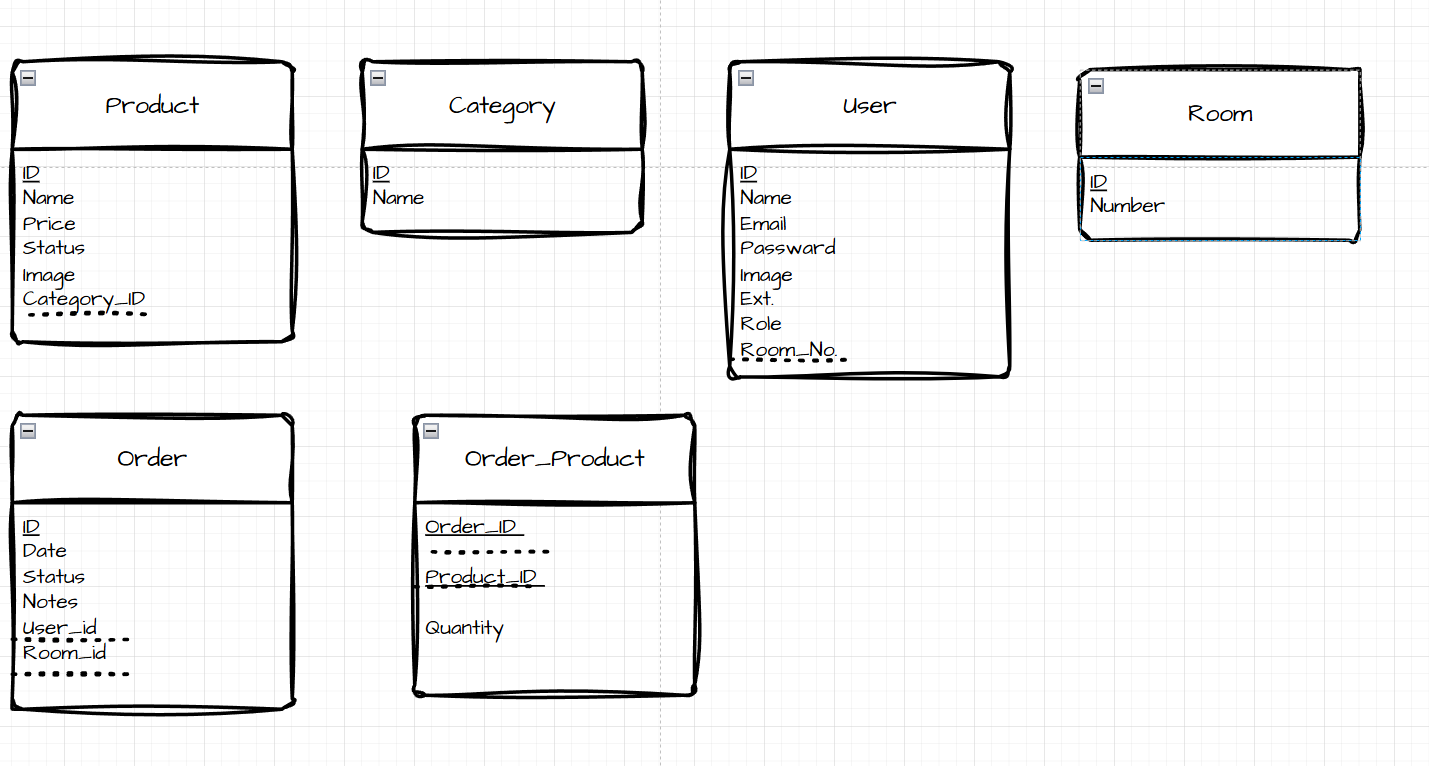 Product
ID
Name
Price
Status
Image
Category_ID
Category
ID
Name
User
ID
Name
Email
Passward
Image
Ext.
Role
Room_No.
Room
ID
Number
Order
ID
Date
Status
Notes
User_id
Room_id
Order_Product
Order_ID
Product_ID
Quantity